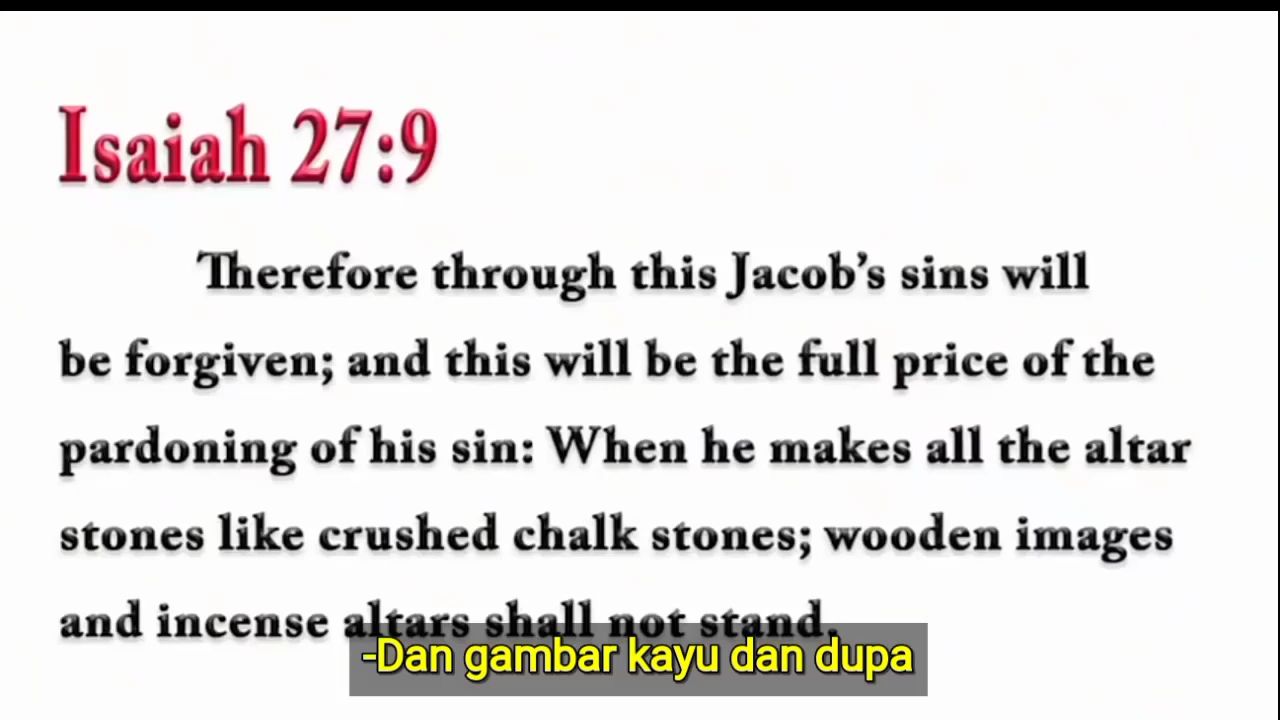 Isaiah 27:9
Therefore through this Jacob’s sins will
be forgiven; and this will be the full price of the
pardoning of his sin: When he makes all the altar
stones like crushed chalk stones; wooden images
and incense altars shall not stand.
-Dan gambar kayu dan dupa